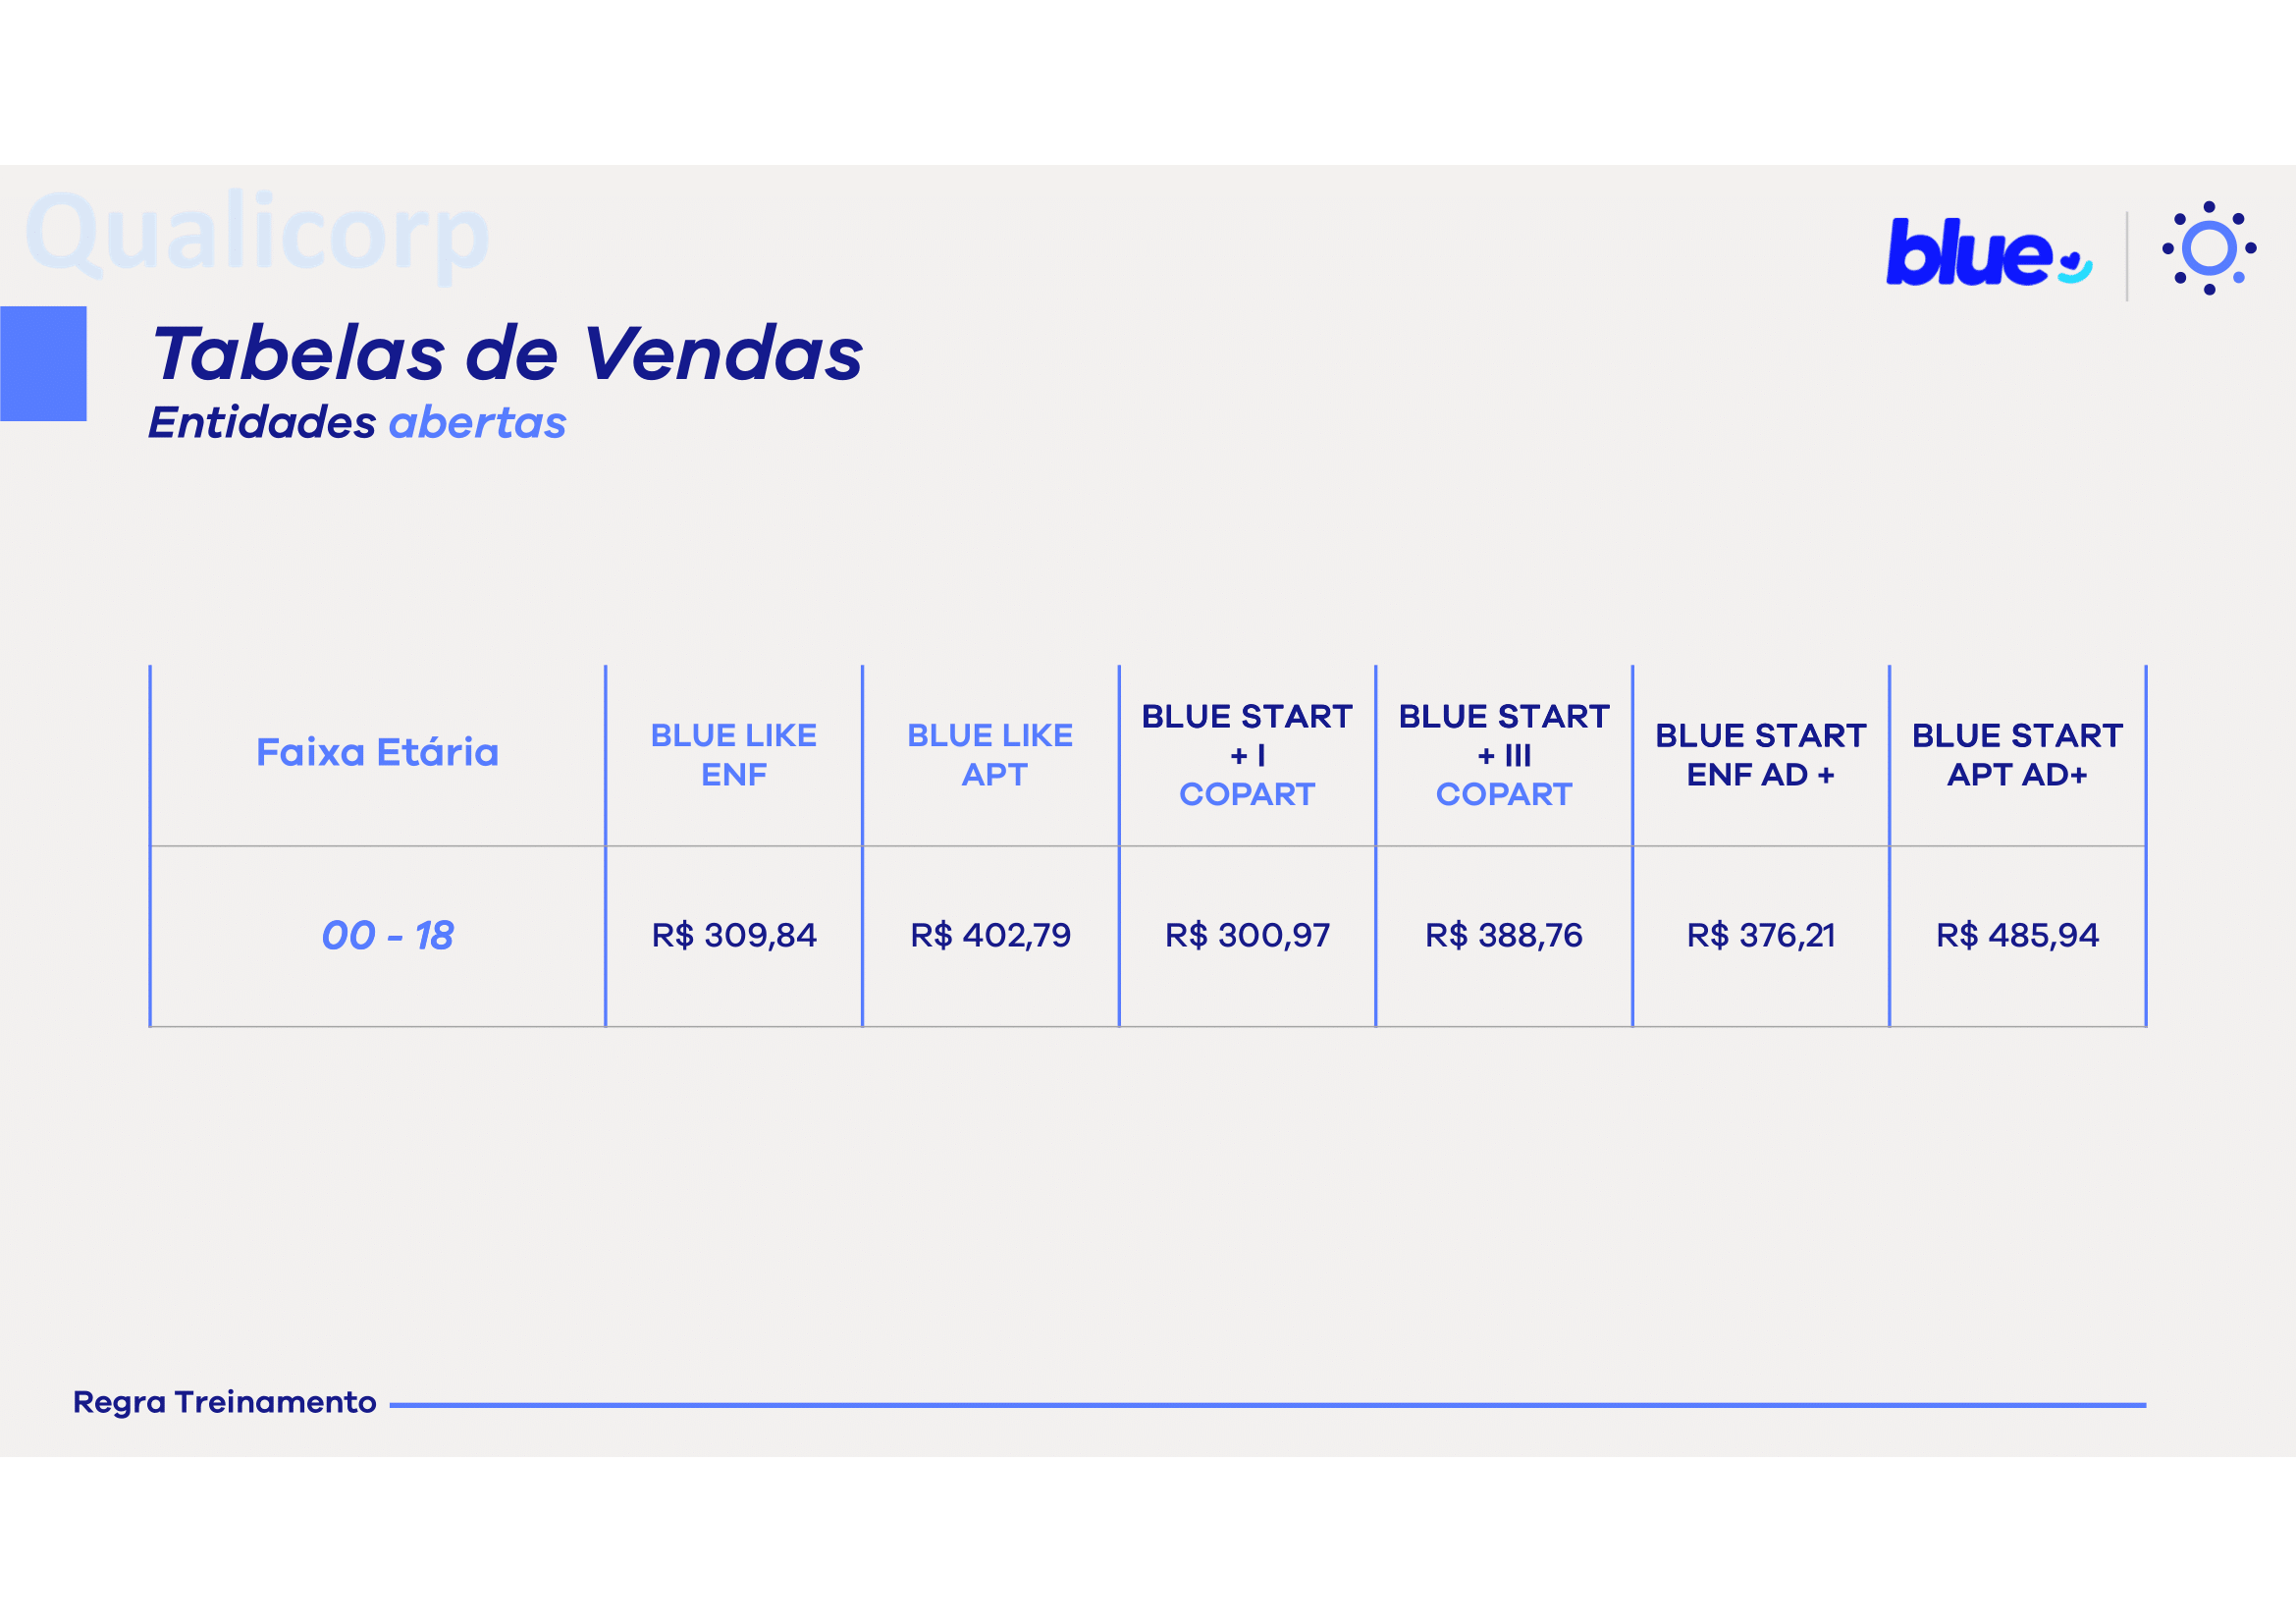 Qualicorp
blue
Tabelas de Vendas
Entidades abertas
Faixa Etária
BLUE LIKE
ENF
BLUE LIKE
APT
BLUE START
+ I
COPART
BLUE START
+ III
COPART
BLUE START
ENF AD +
BLUE START
APT AD+
00 - 18
R$ 309,84
R$ 402,79
R$ 300,97
R$ 388,76
R$ 376,21
R$ 485,94
Regra Treinamento